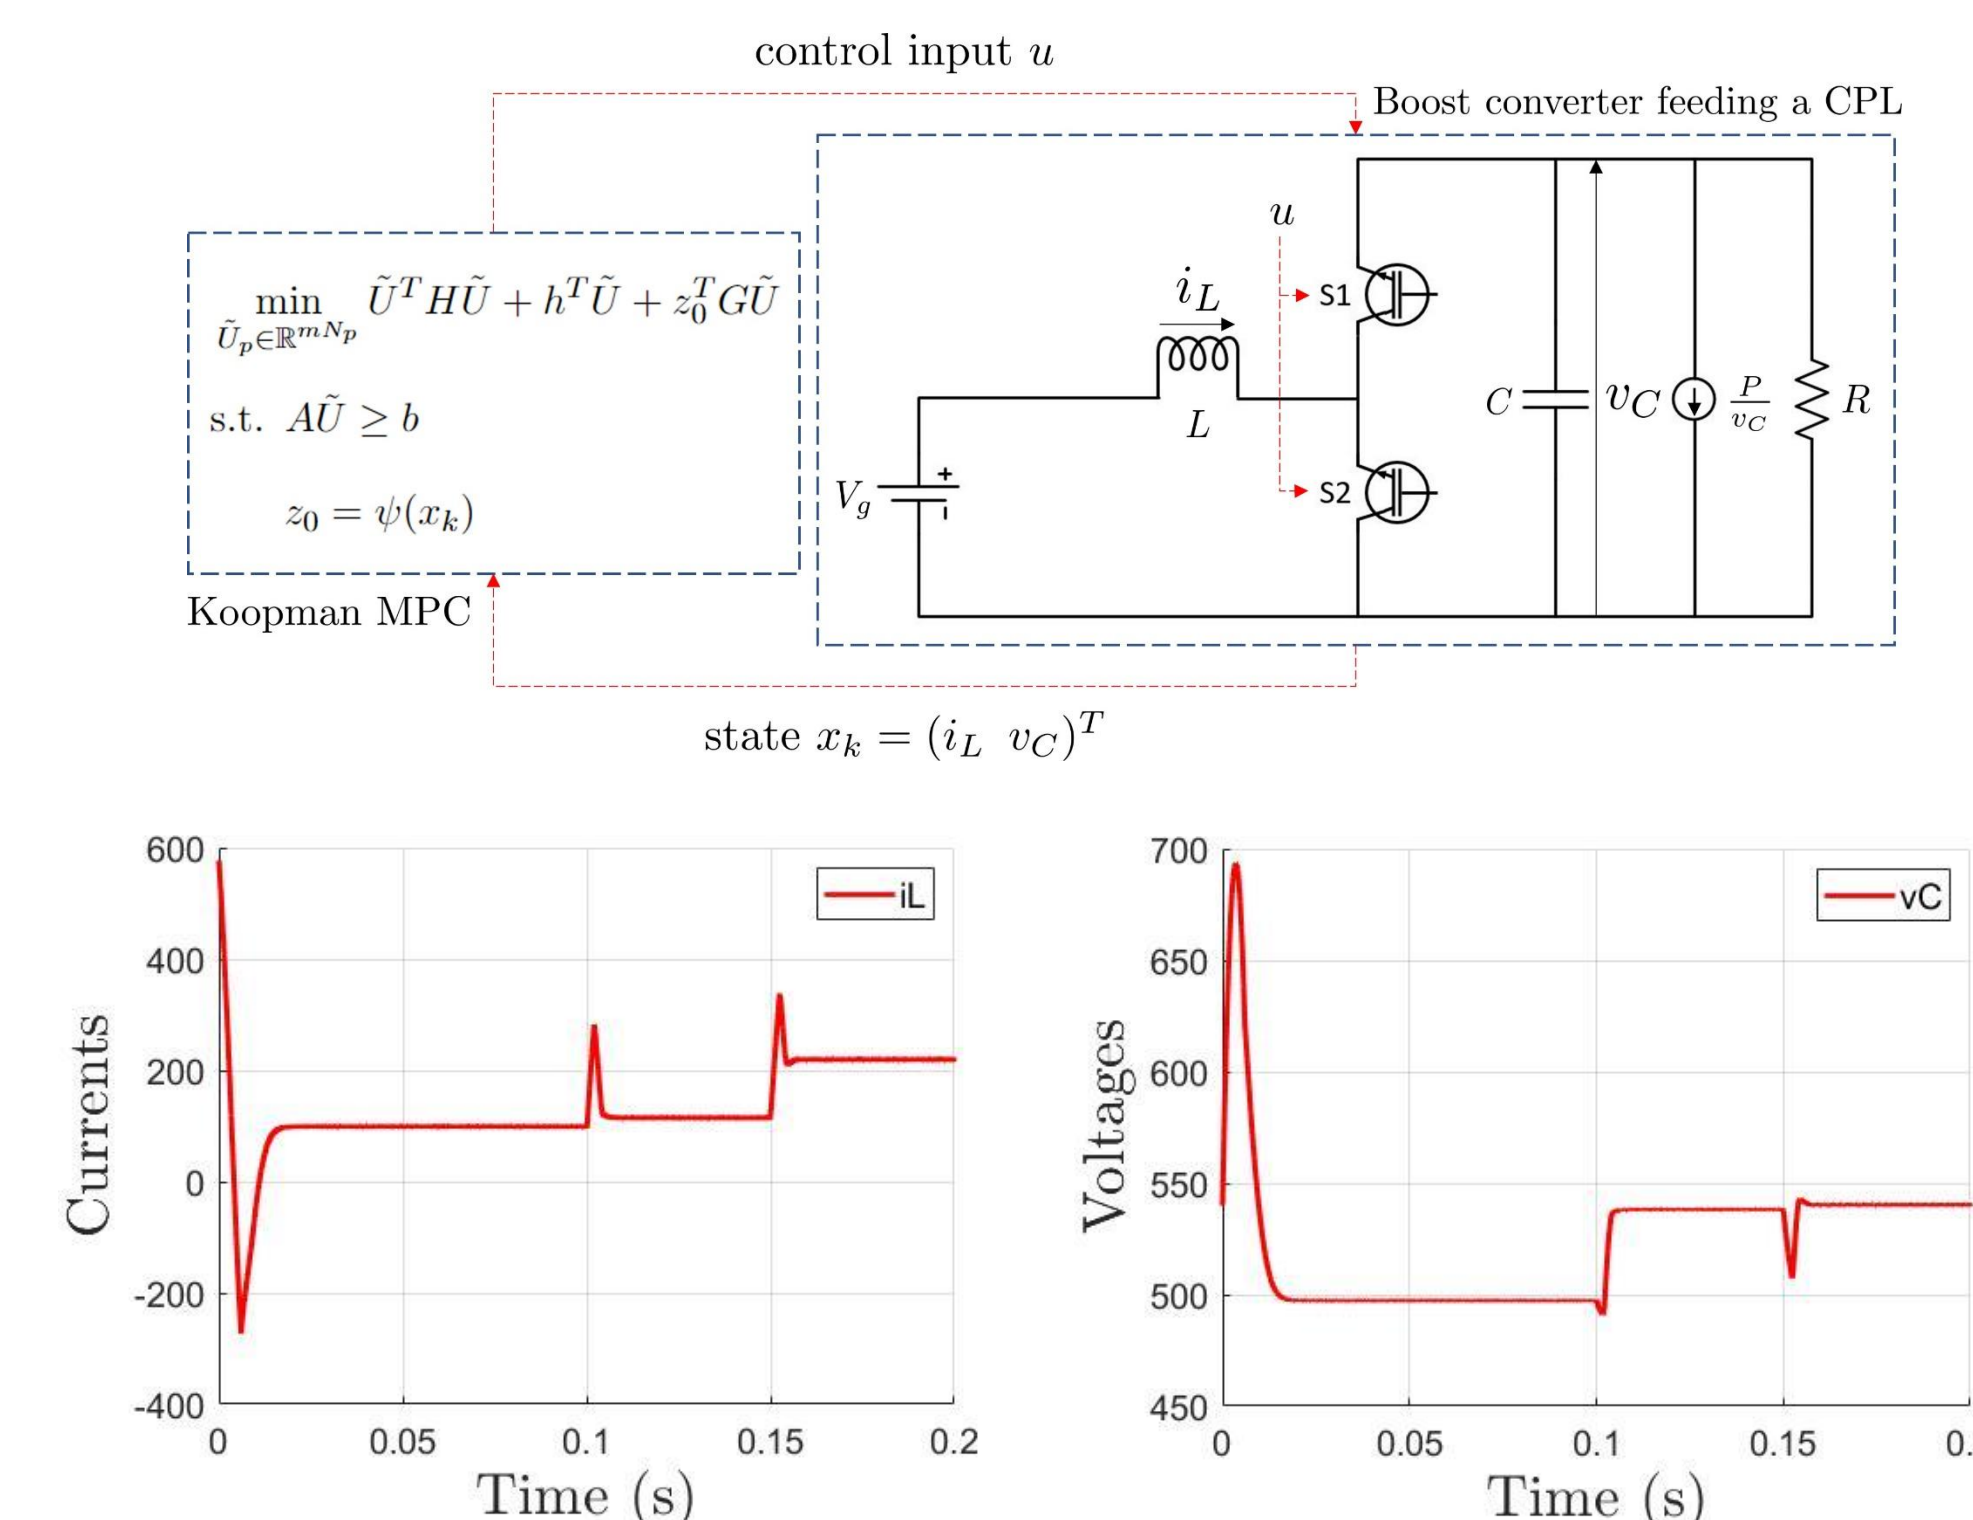 control input u
Boost converter feeding a CPL
min Ũ^T H Ũ + h^T Ũ + z_0^T G Ũ
Ũ_p∈ℝ^{mN_p}
s.t. AŨ ≥ b
z_0 = ψ(x_k)
Koopman MPC
u
i_L
S1
L
S2
V_g
+
-
C
v_C
P/v_C
R
state x_k = (i_L v_C)^T
600
400
200
0
-200
-400
iL
Currents
0 0.05 0.1 0.15 0.2
Time (s)
700
650
600
550
500
450
vC
Voltages
0 0.05 0.1 0.15 0.
Time (s)